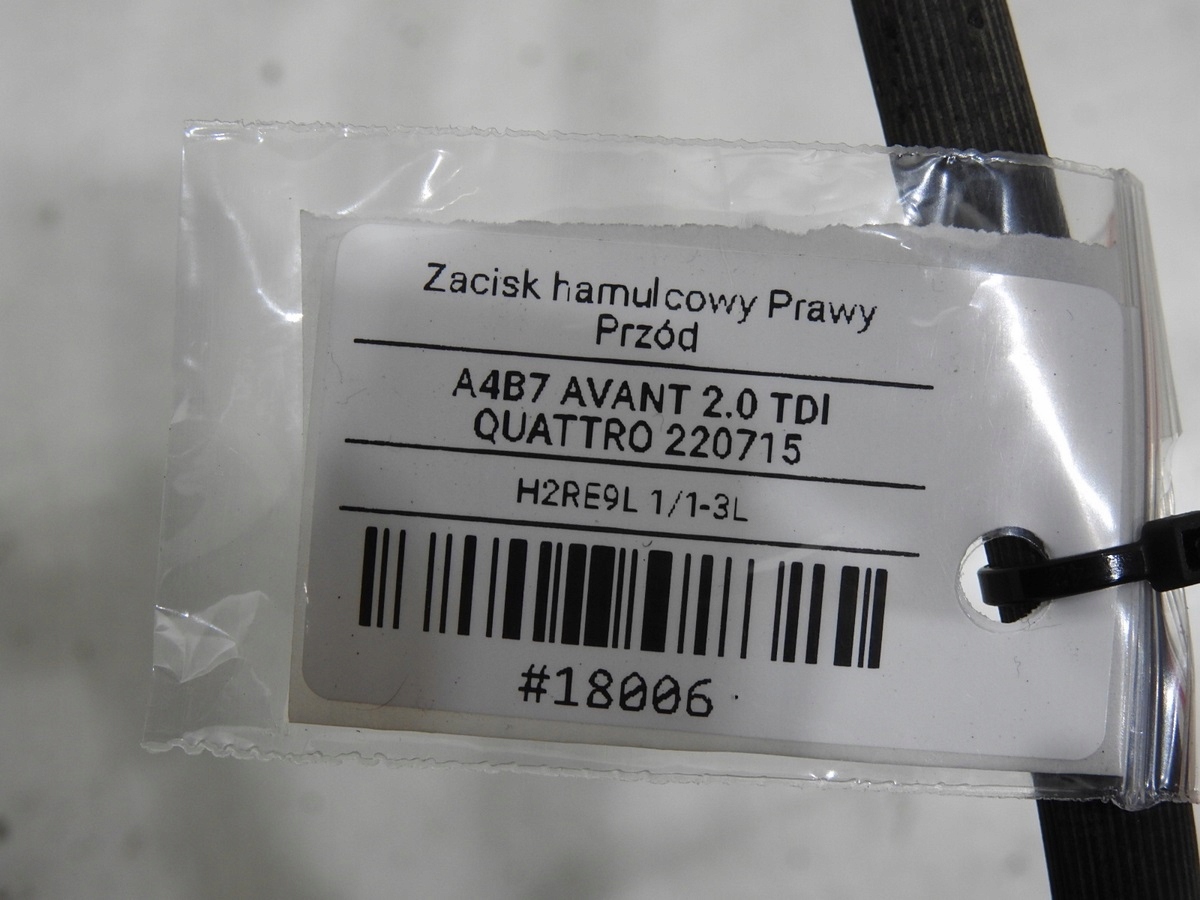 Zacisk hamulcowy Prawy
Przód
A4B7 AVANT 2.0 TDI
QUATTRO 220715
H2RE9L 1/1-3L
#18006